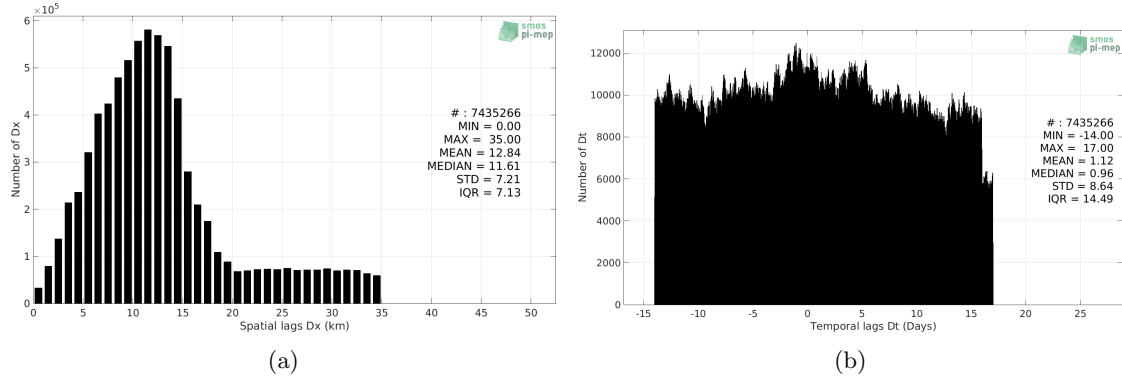 ×10⁵
6
5
4
3
2
1
0
Number of Dx
smos
pi-mep
# : 7435266
MIN = 0.00
MAX = 35.00
MEAN = 12.84
MEDIAN = 11.61
STD = 7.21
IQR = 7.13
0 5 10 15 20 25 30 35 40 45 50
Spatial lags Dx (km)
(a)
12000
10000
8000
6000
4000
2000
0
Number of Dt
smos
pi-mep
# : 7435266
MIN = -14.00
MAX = 17.00
MEAN = 1.12
MEDIAN = 0.96
STD = 8.64
IQR = 14.49
-15 -10 -5 0 5 10 15 20 25
Temporal lags Dt (Days)
(b)